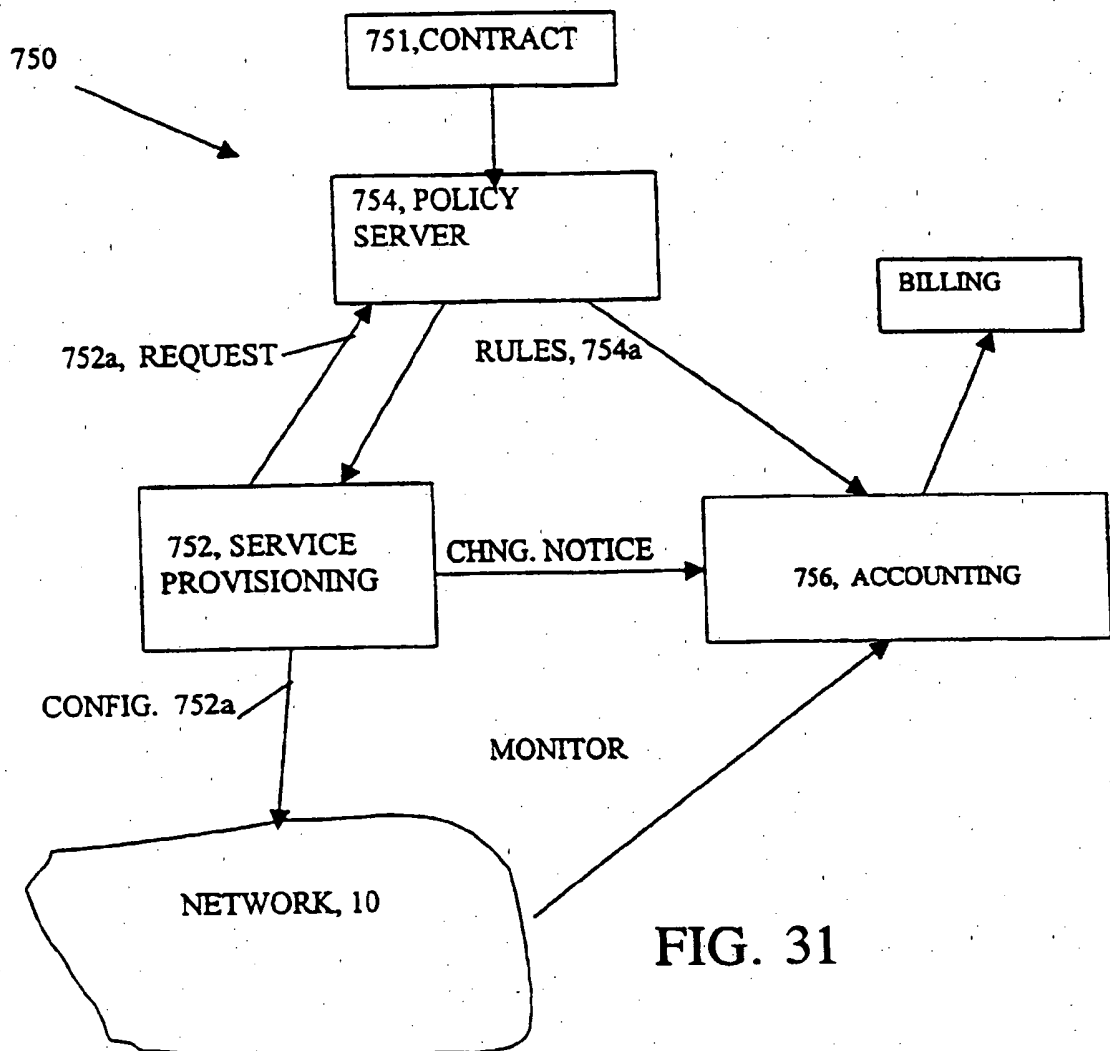 750
751,CONTRACT
754, POLICY
SERVER
BILLING
752a, REQUEST
RULES, 754a
752, SERVICE
PROVISIONING
CHNG. NOTICE
756, ACCOUNTING
CONFIG. 752a
MONITOR
NETWORK, 10
FIG. 31